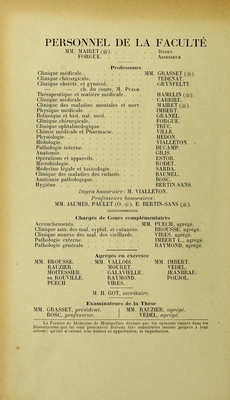 PERSONNEL DE LA FACULTÉ
MM. MAIRET (✻). . . . . . DOYEN
FORGUE. . . . . . ASSESSEUR
Professeurs
Clinique médicale. . . . . . MM. GRASSET (✻).
Clinique chirurgicale. . . . . . TÉDENAT.
Clinique obstétr. et gynécol. . . . . . GRYNFELTT.
— — ch. du cours, M. PUECH
Thérapeutique et matière médicale. . . . . . HAMELIN (✻).
Clinique médicale. . . . . . CARRIEU.
Clinique des maladies mentales et nerv. . . . . . MAIRET (✻).
Physique médicale. . . . . . IMBERT.
Botanique et hist. nat. méd. . . . . . GRANEL.
Clinique chirurgicale. . . . . . FORGUE.
Clinique ophtalmologique. . . . . . TRUC.
Chimie médicale et Pharmacie. . . . . . VILLE.
Physiologie. . . . . . HEDON.
Histologie. . . . . . VIALLETON.
Pathologie interne. . . . . . DUCAMP.
Anatomie. . . . . . GILIS.
Opérations et appareils. . . . . . ESTOR.
Microbiologie. . . . . . RODET.
Médecine légale et toxicologie. . . . . . SARDA.
Clinique des maladies des enfants. . . . . . BAUMEL.
Anatomie pathologique. . . . . . BOSC.
Hygiène. . . . . . BERTIN-SANS.
Doyen honoraire : M. VIALLETON.
Professeurs honoraires :
MM. JAUMES, PAULET (O. ✻), E. BERTIN-SANS (✻)
Chargés de Cours complémentaires
Accouchements. . . . . . MM. PUECH, agrégé.
Clinique ann. des mal. syphil. et cutanées. BROUSSE, agrégé.
Clinique annexe des mal. des vieillards. VIRES, agrégé.
Pathologie externe. . . . . . IMBERT L., agrégé.
Pathologie générale. . . . . . RAYMOND, agrégé.
Agrégés en exercice
MM. BROUSSE. MM. VALLOIS. MM. IMBERT.
RAUZIER. MOURET. VEDEL.
MOITESSIER. GALAVIELLE. JEANBRAU.
DE ROUVILLE RAYMOND. POUJOL.
PUECH. VIRES.
M. H. GOT, secrétaire.
Examinateurs de la Thèse
MM. GRASSET, président. MM. RAUZIER, agrégé.
BOSC, professeur. VEDEL, agrégé.
La Faculté de Médecine de Montpellier déclare que les opinions émises dans les
Dissertations qui lui sont présentées doivent être considérées comme propres à leur
auteur; qu'elle n'entend leur donner ni approbation, ni improbation.